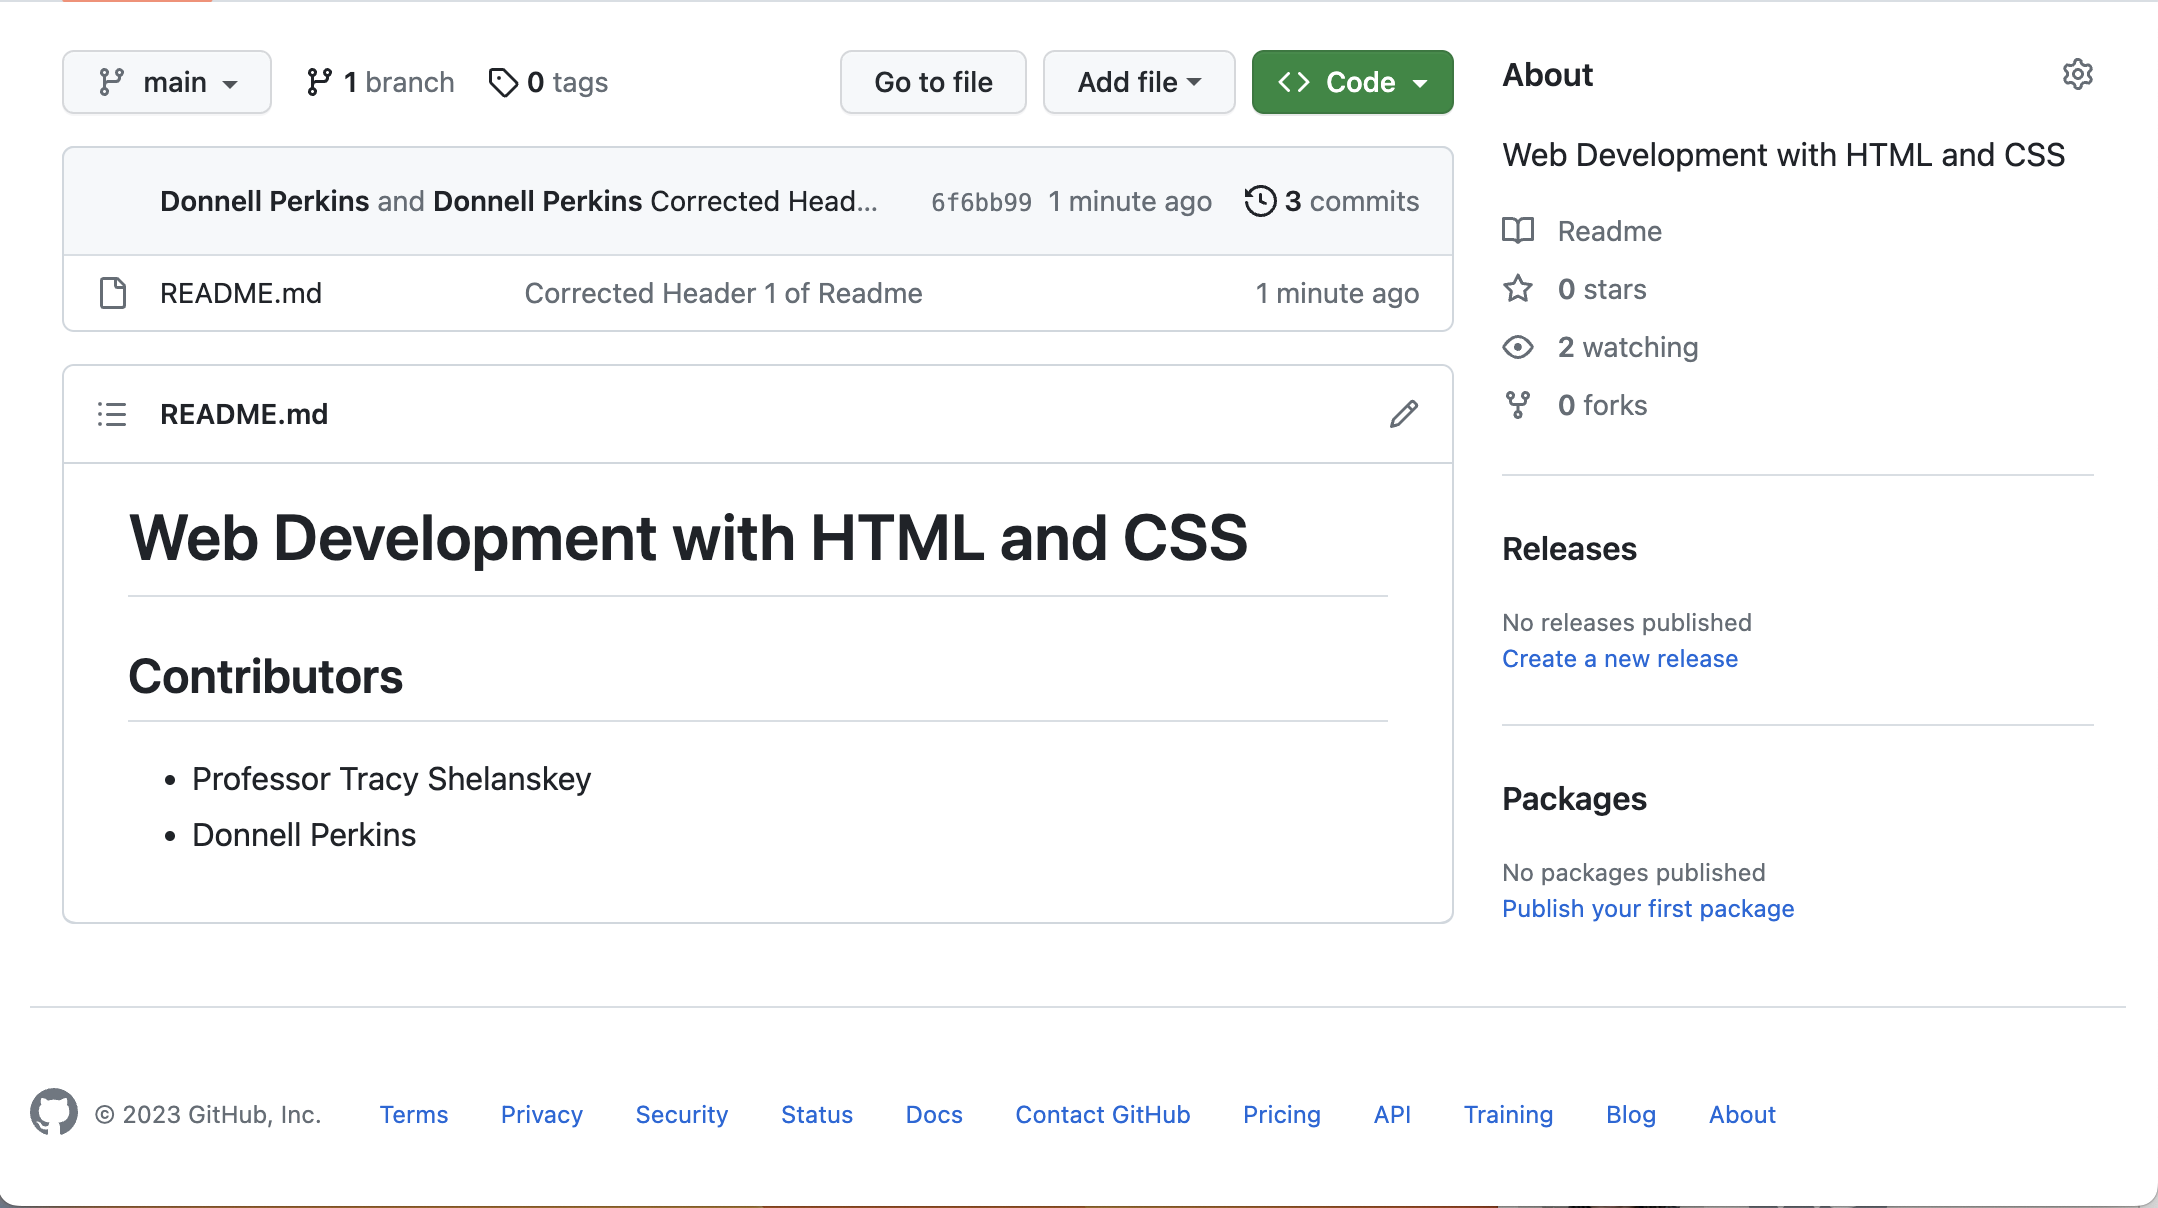 main 1 branch 0 tags Go to file Add file Code
Donnell Perkins and Donnell Perkins Corrected Head... 6f6bb99 1 minute ago 3 commits
README.md Corrected Header 1 of Readme 1 minute ago
README.md
Web Development with HTML and CSS
Contributors
• Professor Tracy Shelanskey
• Donnell Perkins
About
Web Development with HTML and CSS
Readme
0 stars
2 watching
0 forks
Releases
No releases published
Create a new release
Packages
No packages published
Publish your first package
© 2023 GitHub, Inc. Terms Privacy Security Status Docs Contact GitHub Pricing API Training Blog About